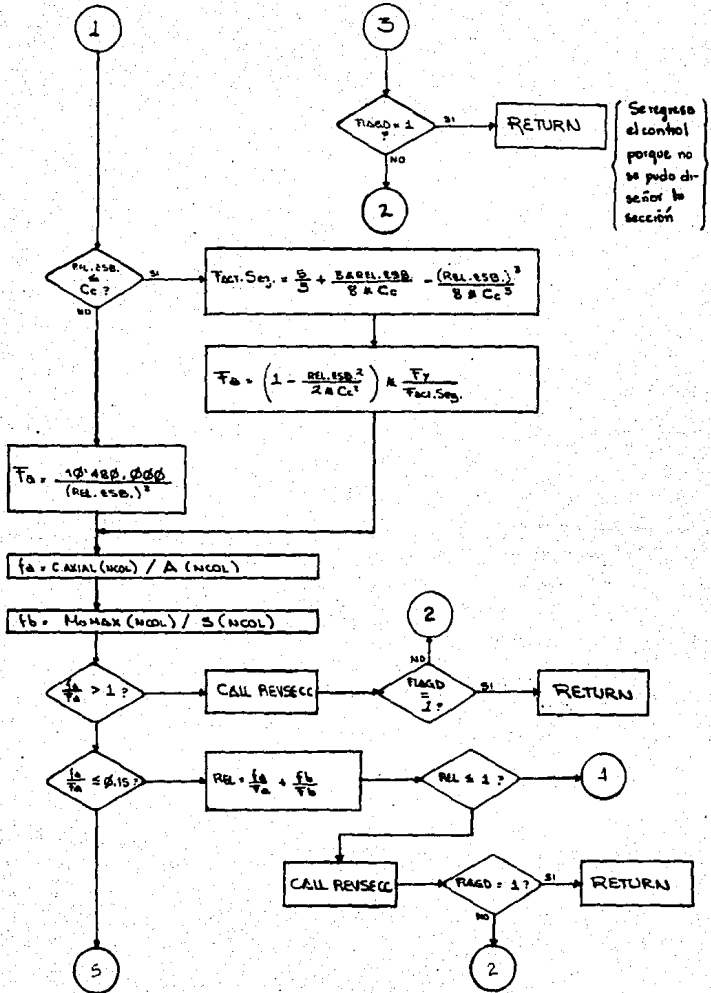 1
3
FLAGD = 1
?
SI
RETURN
Se regresa
el control
porque no
se pudo di-
señar la
sección
NO
2
REL. ESB.
≤
Cc ?
SI
Fact. Seg. = 5/3 + 3*REL.ESB. / 8 * Cc - (REL.ESB.)³ / 8 * Cc³
NO
Fa = (1 - REL.ESB.² / 2*Cc²) * Fy / Fact.Seg.
Fa = 10'480,000 / (REL.ESB.)²
fa = C.AXIAL (NCOL) / A (NCOL)
fb = MoMAX (NCOL) / S (NCOL)
2
NO
fa/Fa > 1 ?
CALL REVSECC
FLAGD
=
1 ?
SI
RETURN
fa/Fa ≤ 0.15 ?
REL = fa/Fa + fb/Fb
REL ≤ 1 ?
1
CALL REVSECC
FLAGD = 1 ?
SI
RETURN
NO
5
2